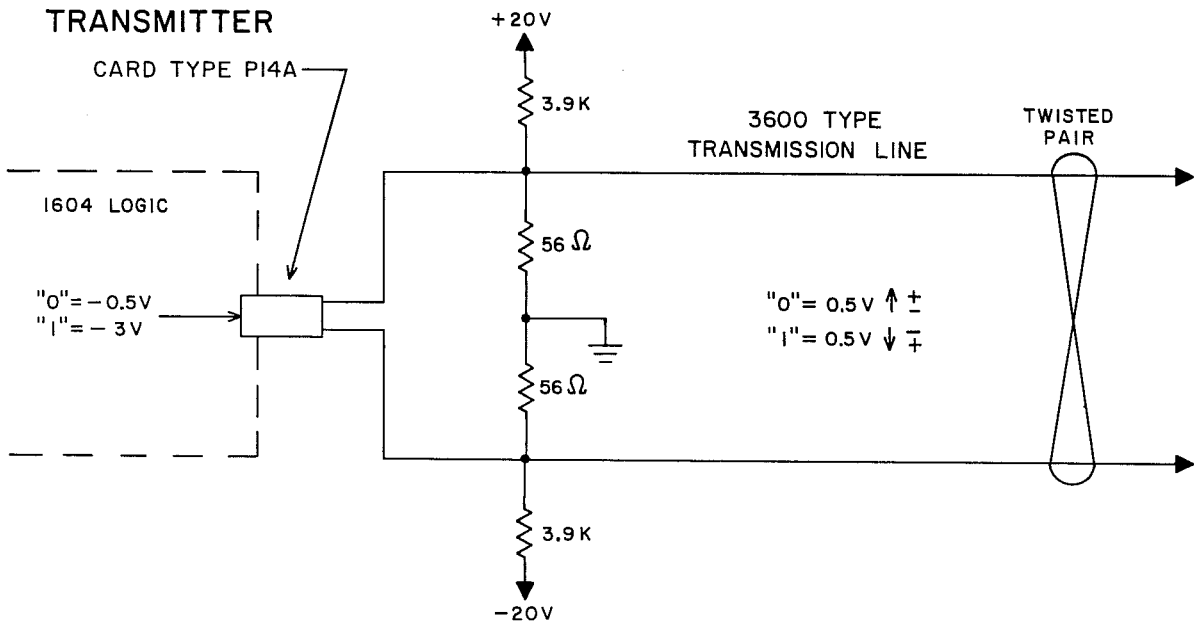 TRANSMITTER
CARD TYPE P14A
+20V
3.9K
3600 TYPE
TRANSMISSION LINE
TWISTED
PAIR
1604 LOGIC
56 Ω
"0"= -0.5V
"1"= -3V
"0"= 0.5V ↑ ±
"1"= 0.5V ↓ ∓
56 Ω
3.9K
-20V